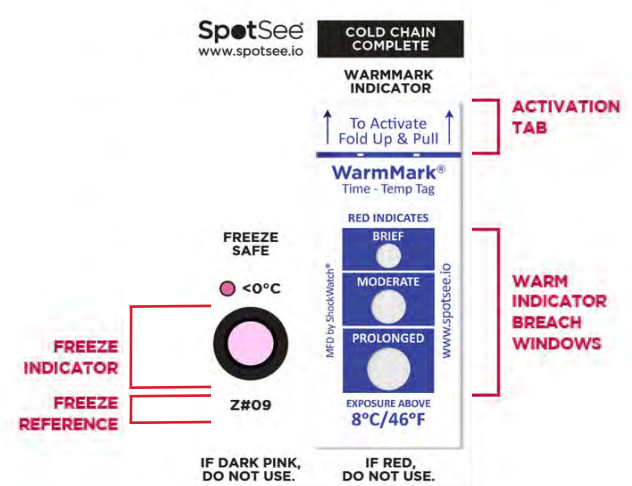 SpotSee
www.spotsee.io
COLD CHAIN
COMPLETE
WARMMARK
INDICATOR
To Activate
Fold Up & Pull
ACTIVATION
TAB
WarmMark®
Time - Temp Tag
RED INDICATES
BRIEF
MODERATE
PROLONGED
MFD by ShockWatch®
www.spotsee.io
EXPOSURE ABOVE
8°C/46°F
WARM
INDICATOR
BREACH
WINDOWS
FREEZE
SAFE
<0°C
FREEZE
INDICATOR
FREEZE
REFERENCE
Z#09
IF DARK PINK,
DO NOT USE.
IF RED,
DO NOT USE.